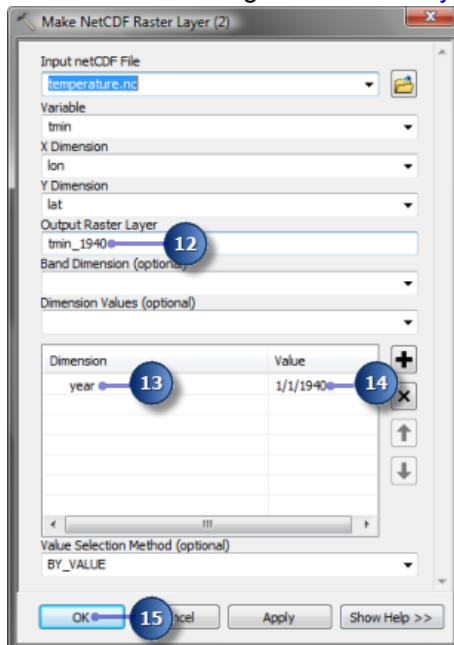 Make NetCDF Raster Layer (2)
Input netCDF File
temperature.nc
Variable
tmin
X Dimension
lon
Y Dimension
lat
Output Raster Layer
tmin_1940
12
Band Dimension (optional)
Dimension Values (optional)
Dimension Value
year 13 1/1/1940 14
Value Selection Method (optional)
BY_VALUE
OK 15 ncel Apply Show Help >>